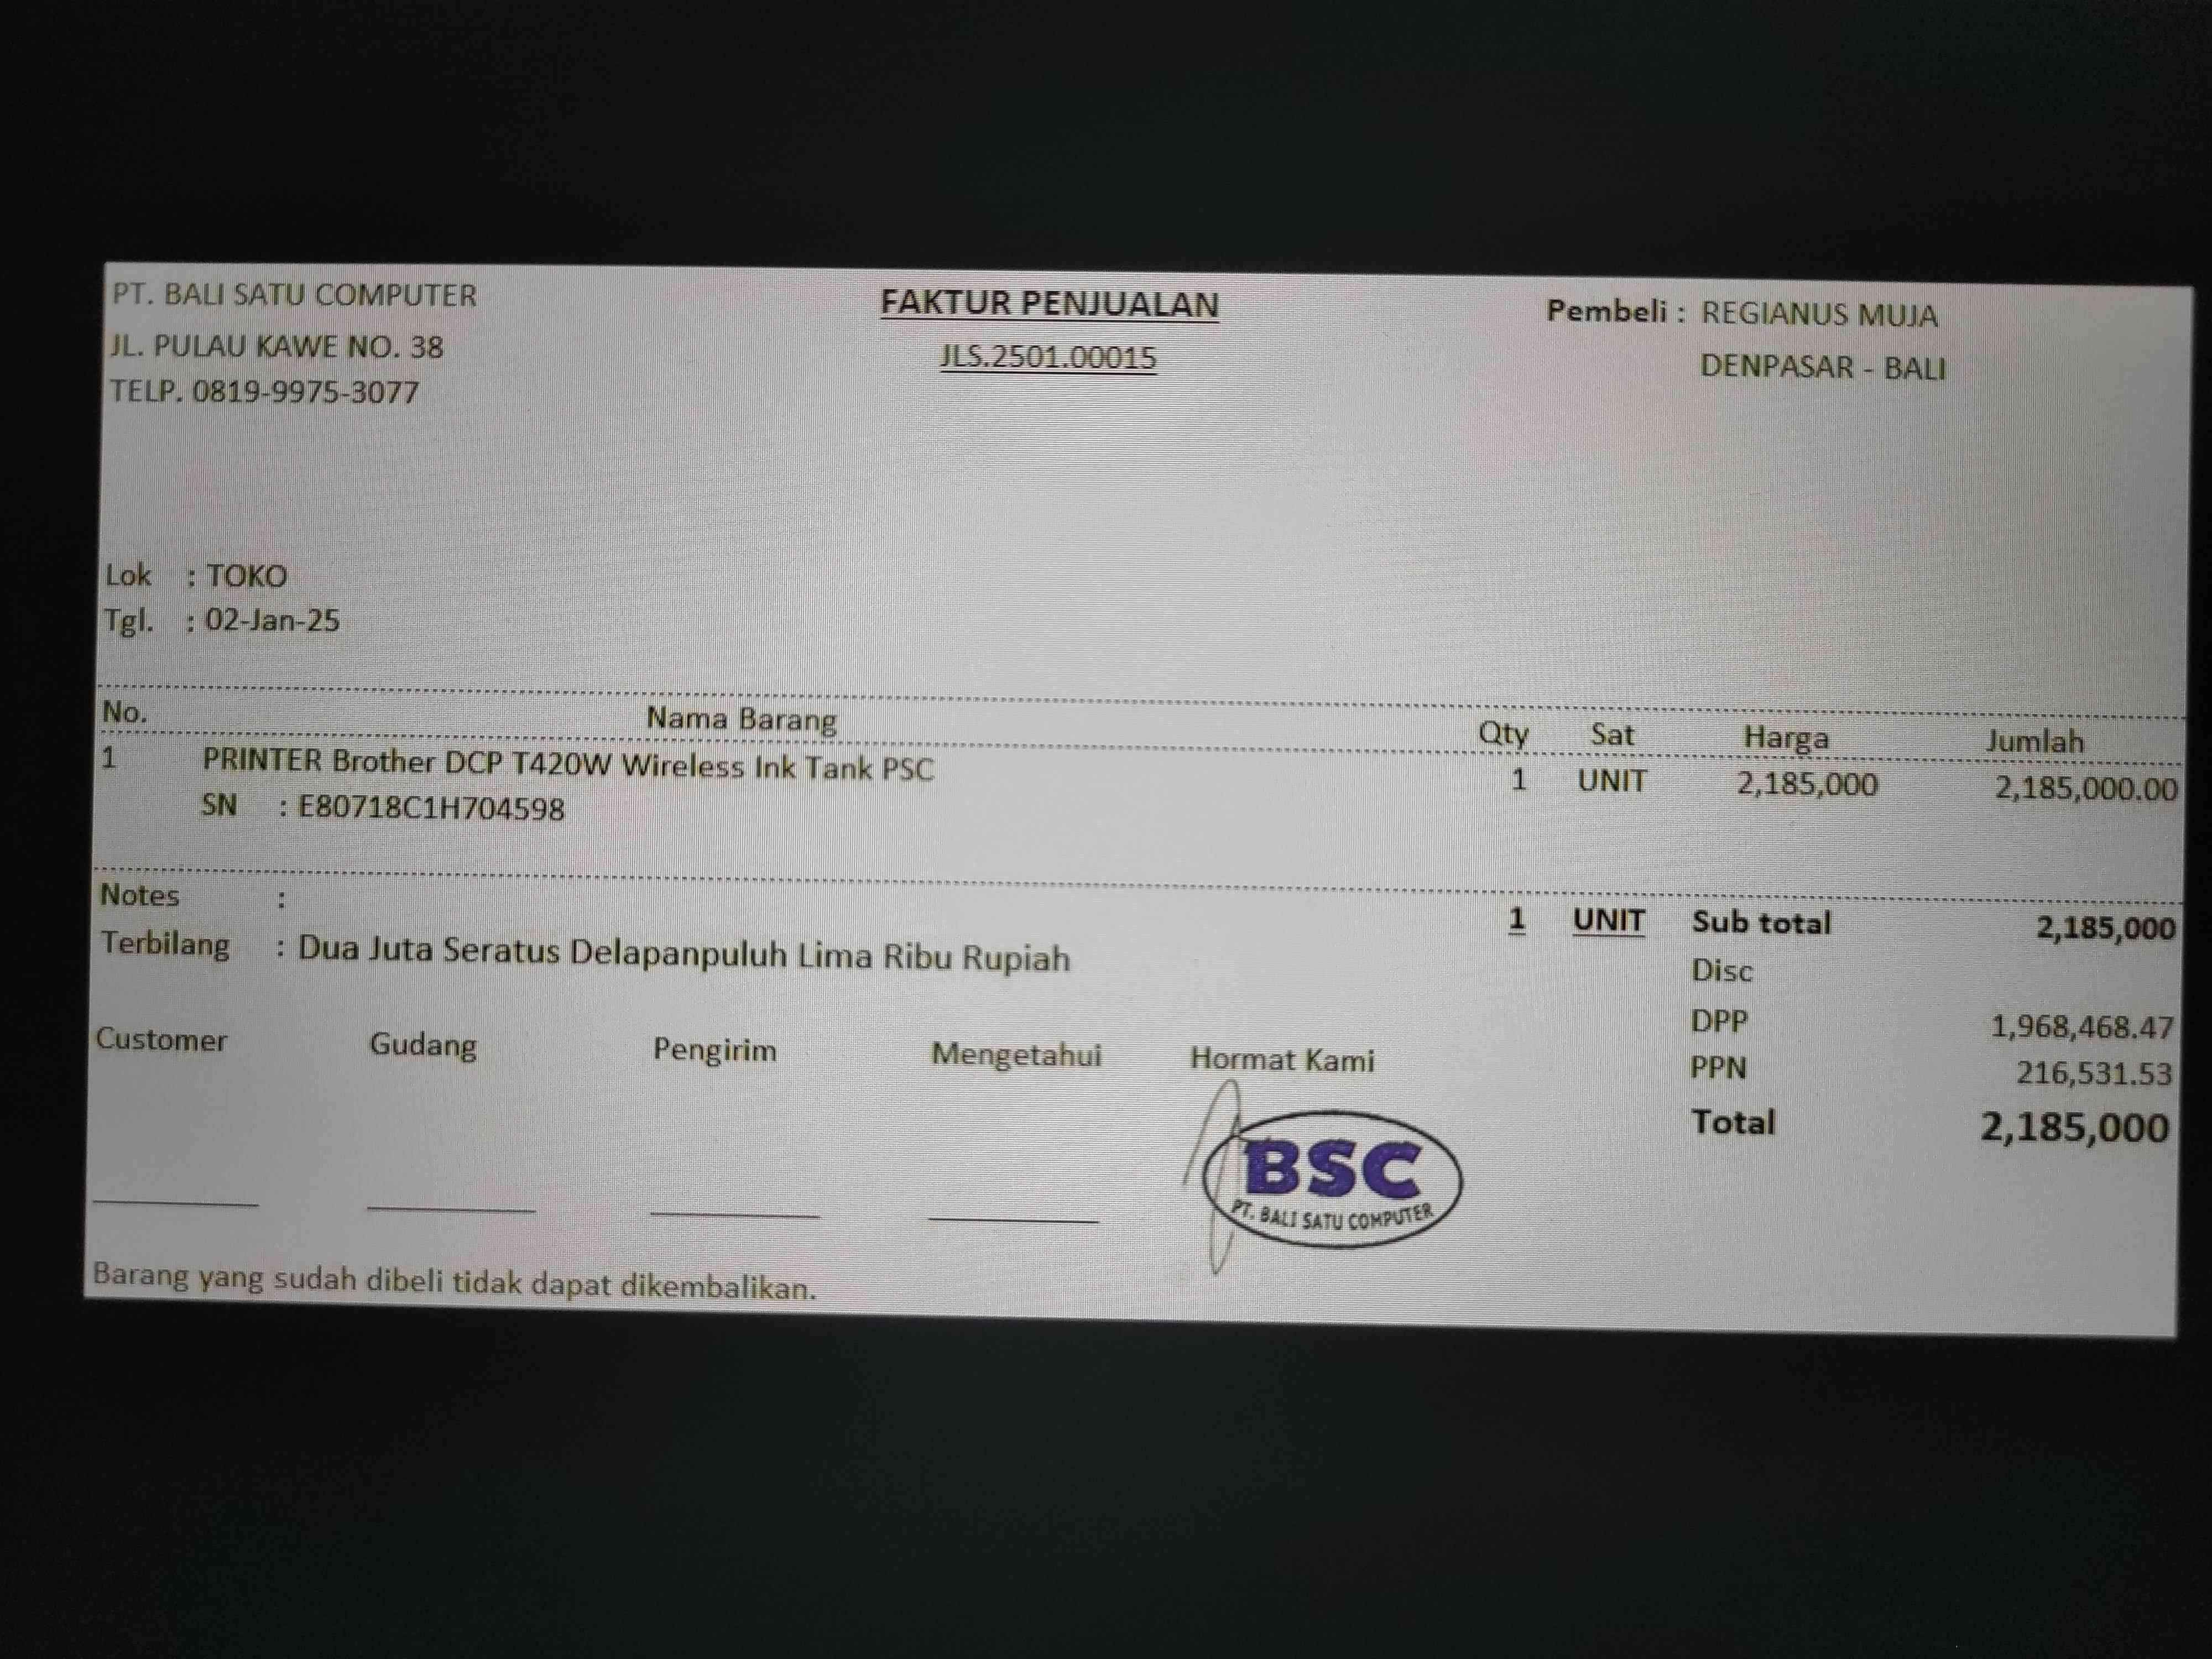 PT. BALI SATU COMPUTER
JL. PULAU KAWE NO. 38
TELP. 0819-9975-3077
FAKTUR PENJUALAN
JLS.2501.00015
Pembeli : REGIANUS MUJA
DENPASAR - BALI
Lok : TOKO
Tgl. : 02-Jan-25
No. Nama Barang Qty Sat Harga Jumlah
1 PRINTER Brother DCP T420W Wireless Ink Tank PSC 1 UNIT 2,185,000 2,185,000.00
SN : E80718C1H704598
Notes :
Terbilang : Dua Juta Seratus Delapanpuluh Lima Ribu Rupiah
1 UNIT Sub total 2,185,000
Disc
DPP 1,968,468.47
PPN 216,531.53
Total 2,185,000
Customer Gudang Pengirim Mengetahui Hormat Kami
BSC
PT. BALI SATU COMPUTER
Barang yang sudah dibeli tidak dapat dikembalikan.